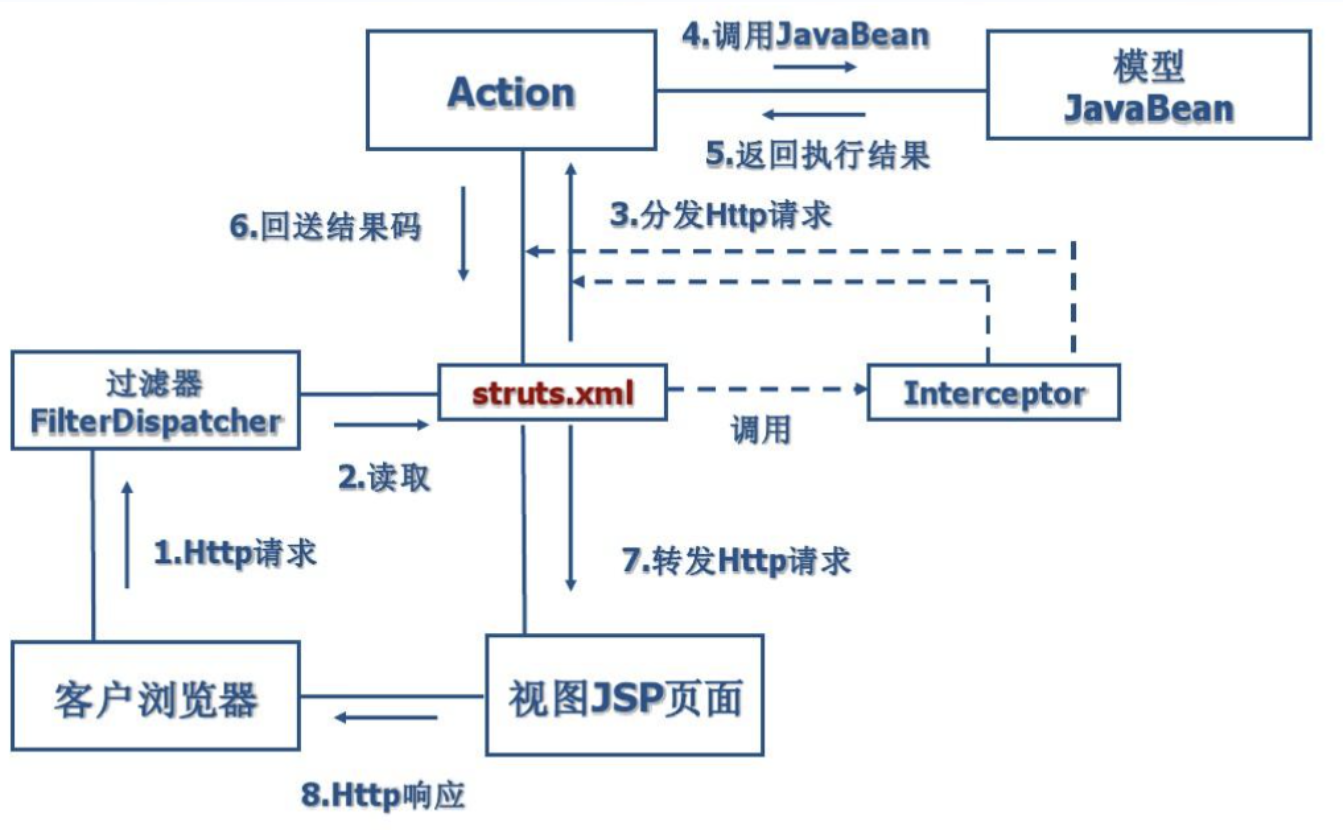 4.调用JavaBean
Action
模型
JavaBean
5.返回执行结果
6.回送结果码
3.分发Http请求
过滤器
FilterDispatcher
struts.xml
Interceptor
调用
2.读取
1.Http请求
7.转发Http请求
客户浏览器
视图JSP页面
8.Http响应